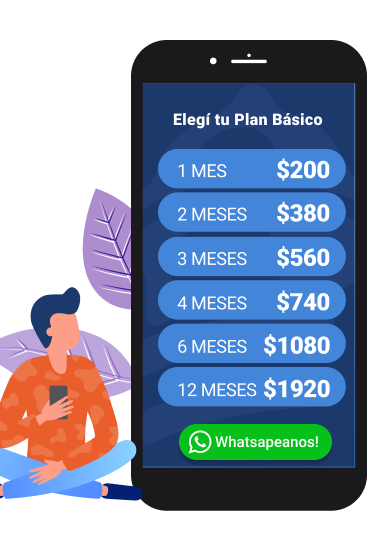 Elegí tu Plan Básico
1 MES $200
2 MESES $380
3 MESES $560
4 MESES $740
6 MESES $1080
12 MESES $1920
Whatsapeanos!